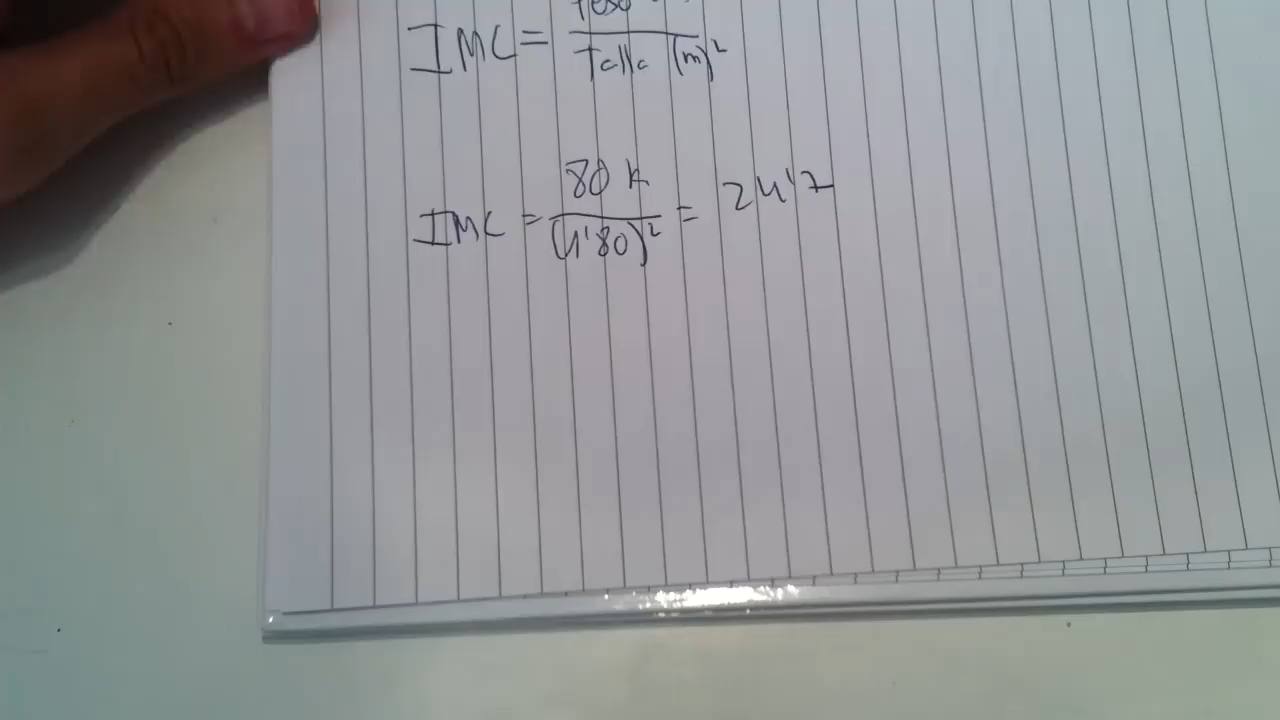 IMC = Peso
Talla (m)²
IMC = 80 K / (1'80)² = 24'7